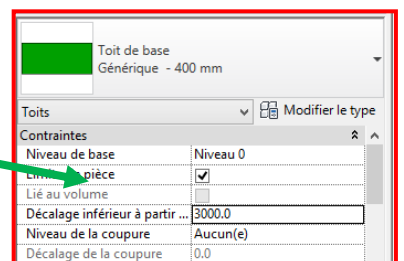 Toit de base
Générique - 400 mm
Toits
Modifier le type
Contraintes
Niveau de base Niveau 0
pièce
Lié au volume
Décalage inférieur à partir ... 3000.0
Niveau de la coupure Aucun(e)
Décalage de la coupure 0.0